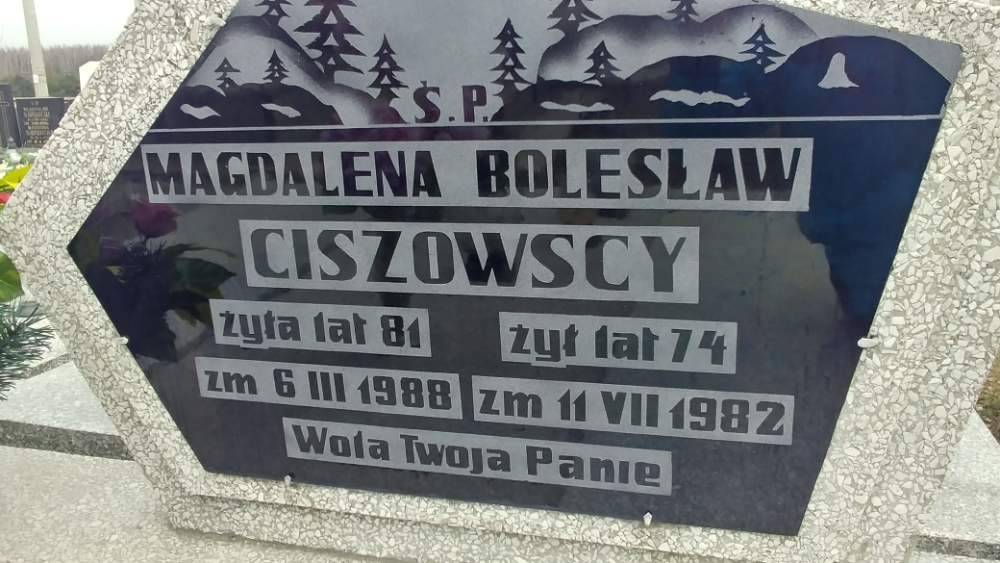 Ś.P.
MAGDALENA BOLESŁAW
CISZOWSCY
żyła lat 81 żył lat 74
zm 6 III 1988 zm 11 VII 1982
Wola Twoja Panie